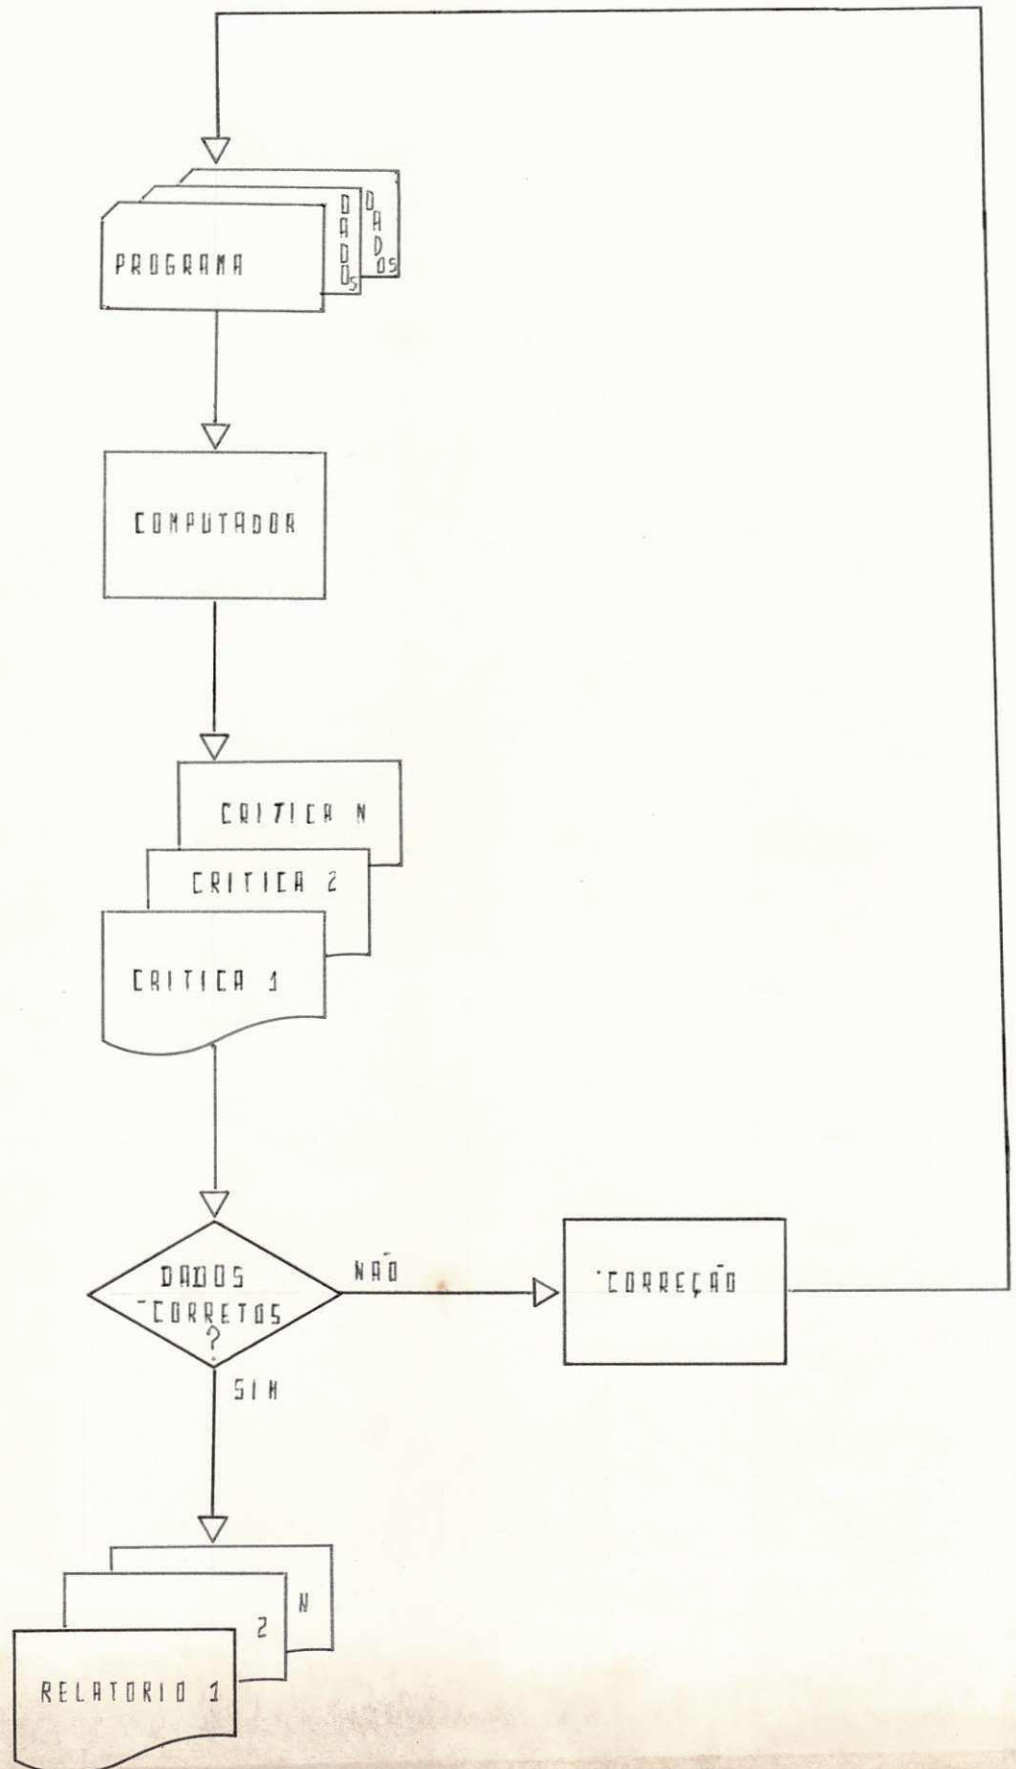 PROGRAMA
DADOS
DADOS
COMPUTADOR
CRITICA N
CRITICA 2
CRITICA 1
DADOS
CORRETOS
?
NÃO
CORREÇÃO
SIM
N
2
RELATORIO 1